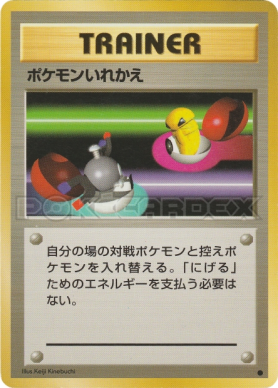 TRAINER
ポケモンいれかえ
POKECARDEX
自分の場の対戦ポケモンと控え
ポケモンを入れ替える。「にげる」
ためのエネルギーを支払う必要は
ない。
Illus.Keiji Kinebuchi